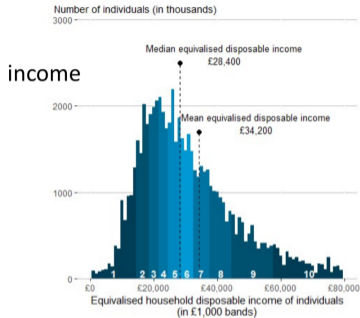 Number of individuals (in thousands)
3000
Median equivalised disposable income
£28,400
income
2000
Mean equivalised disposable income
£34,200
1000
1 2 3 4 5 6 7 8 9 10
0
£0 £20,000 £40,000 £60,000 £80,000
Equivalised household disposable income of individuals
(in £1,000 bands)